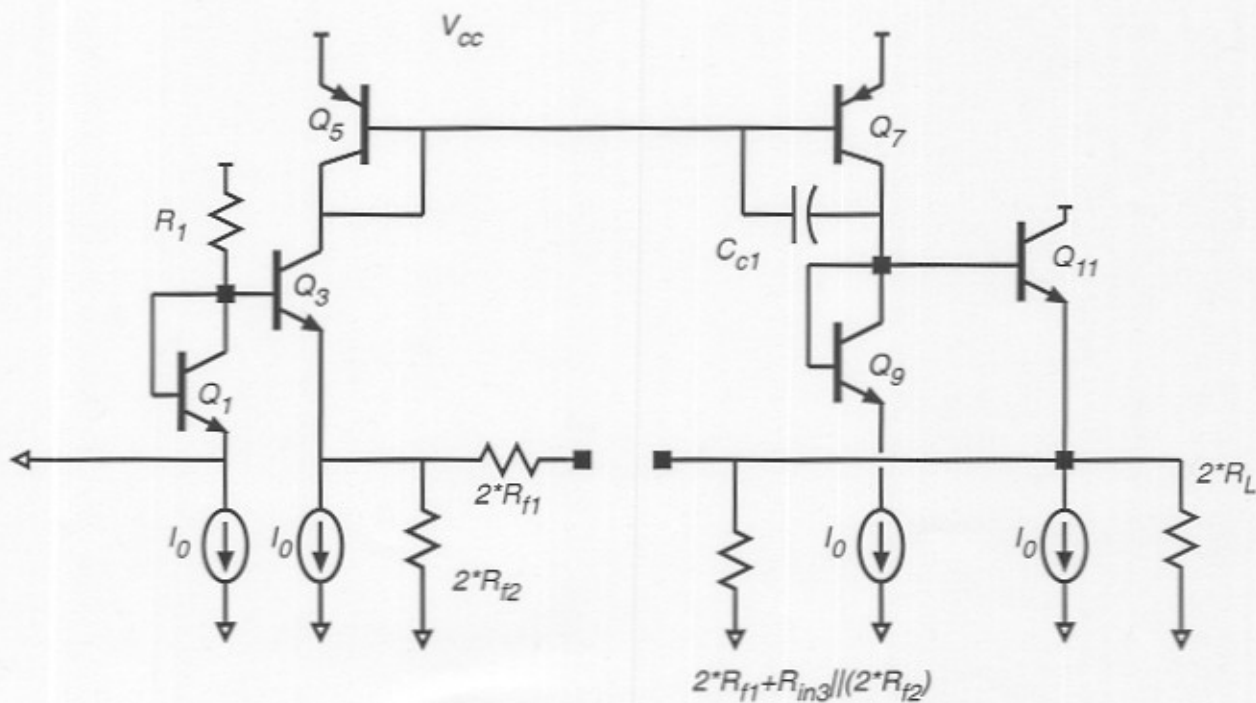 V_cc
Q_5
Q_7
R_1
C_c1
Q_11
Q_3
Q_9
Q_1
2*R_f1
2*R_L
I_0
I_0
I_0
I_0
2*R_f2
2*R_f1+R_in3||(2*R_f2)